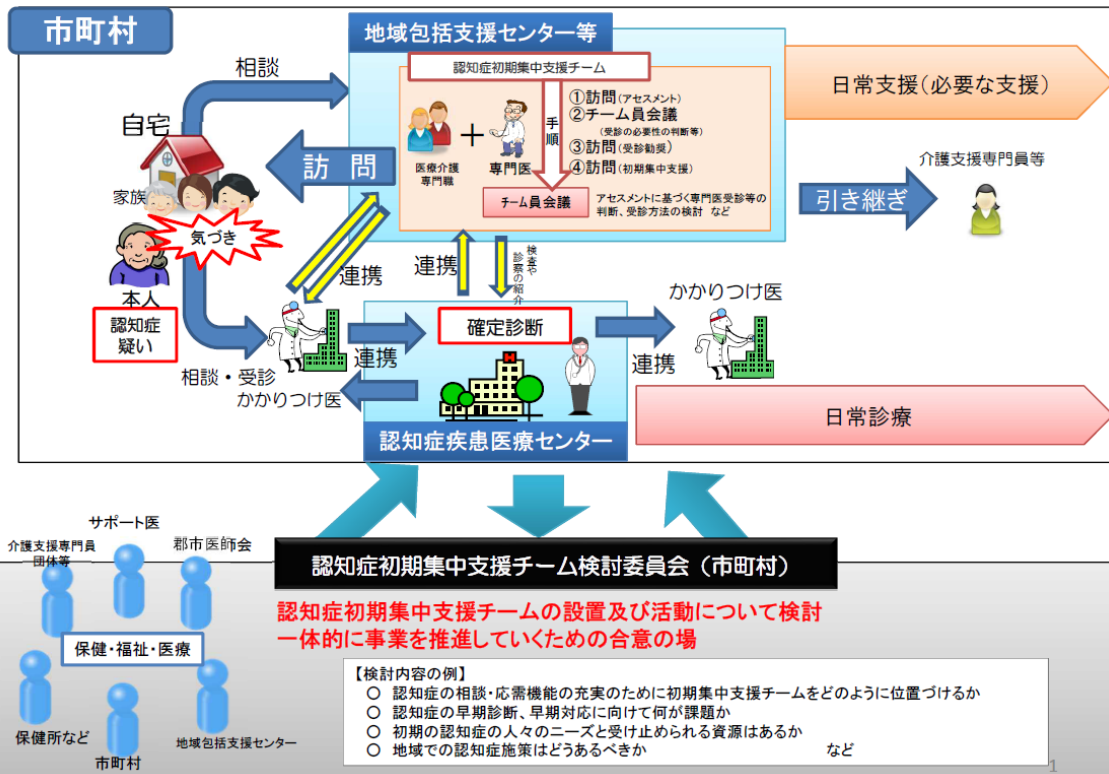 市町村
地域包括支援センター等
認知症初期集中支援チーム
相談
自宅
家族
気づき
本人
認知症
疑い
訪 問
医療介護
専門職
＋
専門医
手順
①訪問(アセスメント)
②チーム員会議
(受診の必要性の判断等)
③訪問(受診勧奨)
④訪問(初期集中支援)
チーム員会議
アセスメントに基づく専門医受診等の
判断、受診方法の検討 など
日常支援(必要な支援)
介護支援専門員等
引き継ぎ
連携
連携
検査や
診察の紹介
相談・受診
かかりつけ医
連携
確定診断
H
認知症疾患医療センター
連携
かかりつけ医
日常診療
サポート医
介護支援専門員
団体等
郡市医師会
保健・福祉・医療
保健所など
市町村
地域包括支援センター
認知症初期集中支援チーム検討委員会（市町村）
認知症初期集中支援チームの設置及び活動について検討
一体的に事業を推進していくための合意の場
【検討内容の例】
○ 認知症の相談・応需機能の充実のために初期集中支援チームをどのように位置づけるか
○ 認知症の早期診断、早期対応に向けて何が課題か
○ 初期の認知症の人々のニーズと受け止められる資源はあるか
○ 地域での認知症施策はどうあるべきか など
1